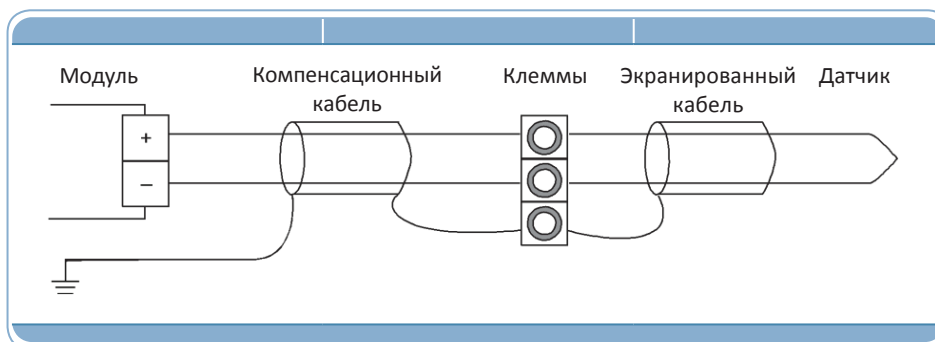 Модуль
Компенсационный
кабель
Клеммы
Экранированный
кабель
Датчик
+
−